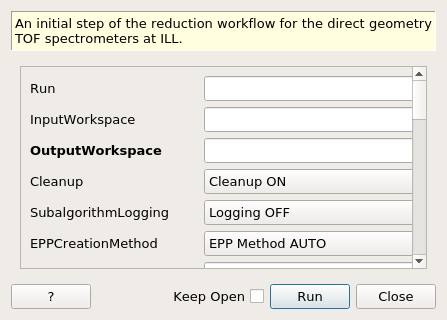 An initial step of the reduction workflow for the direct geometry
TOF spectrometers at ILL.
Run
InputWorkspace
OutputWorkspace
Cleanup Cleanup ON
SubalgorithmLogging Logging OFF
EPPCreationMethod EPP Method AUTO
? Keep Open Run Close